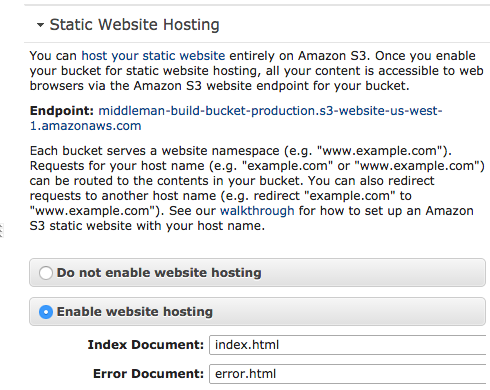 Static Website Hosting
You can host your static website entirely on Amazon S3. Once you enable
your bucket for static website hosting, all your content is accessible to web
browsers via the Amazon S3 website endpoint for your bucket.
Endpoint: middleman-build-bucket-production.s3-website-us-west-
1.amazonaws.com
Each bucket serves a website namespace (e.g. "www.example.com").
Requests for your host name (e.g. "example.com" or "www.example.com")
can be routed to the contents in your bucket. You can also redirect
requests to another host name (e.g. redirect "example.com" to
"www.example.com"). See our walkthrough for how to set up an Amazon
S3 static website with your host name.
Do not enable website hosting
Enable website hosting
Index Document: index.html
Error Document: error.html